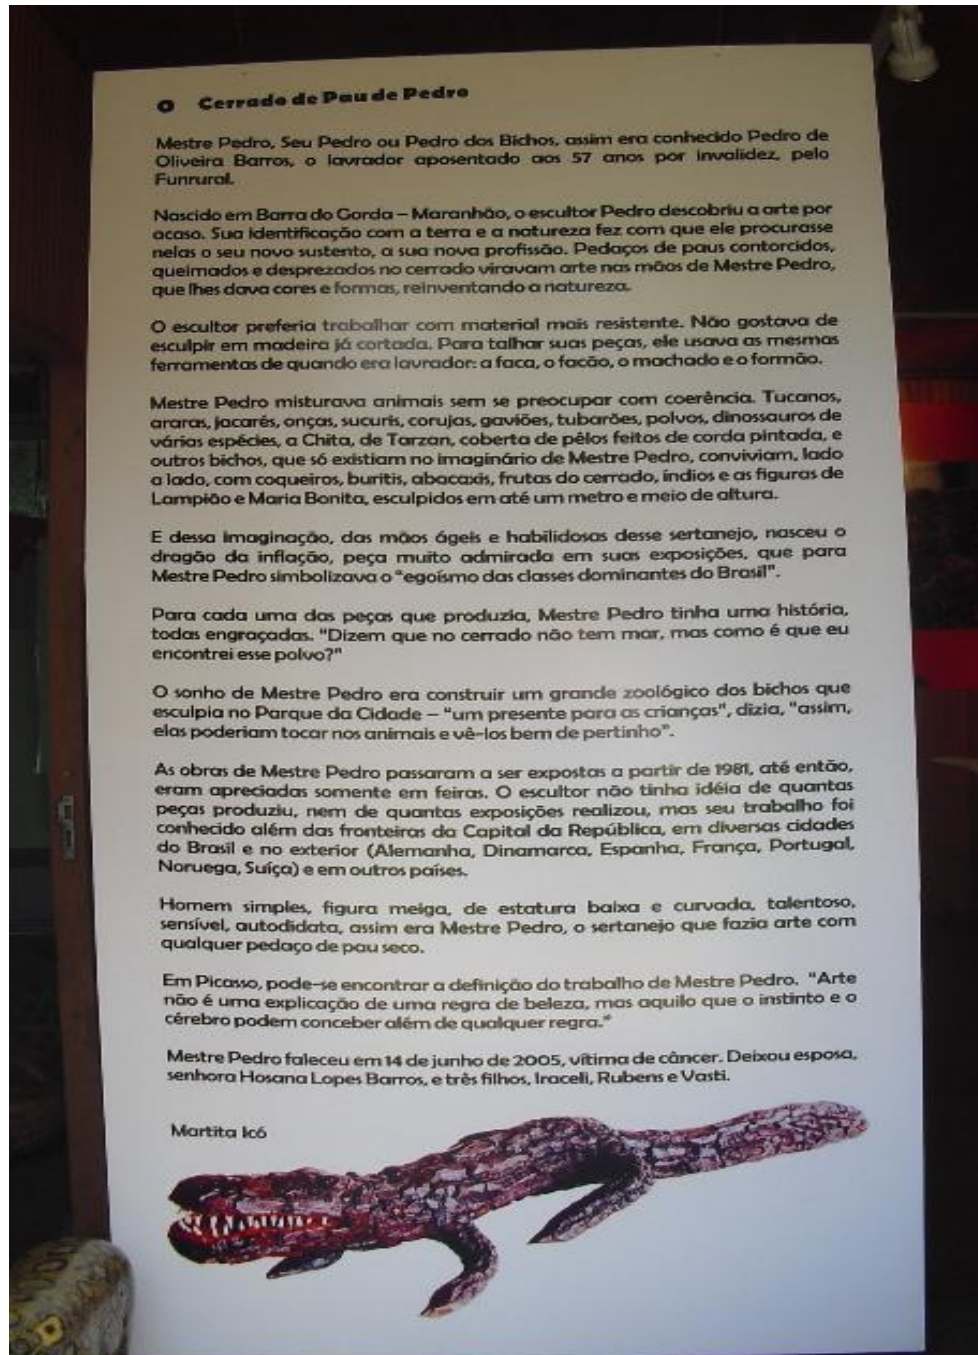 O Cerrado de Pau de Pedro
Mestre Pedro, Seu Pedro ou Pedro dos Bichos, assim era conhecido Pedro de
Oliveira Barros, o lavrador aposentado aos 57 anos por invalidez, pelo
Funrural.
Nascido em Barra do Gorda – Maranhão, o escultor Pedro descobriu a arte por
acaso. Sua identificação com a terra e a natureza fez com que ele procurasse
nelas o seu novo sustento, a sua nova profissão. Pedaços de paus contorcidos,
queimados e desprezados no cerrado viravam arte nas mãos de Mestre Pedro,
que lhes dava cores e formas, reinventando a natureza.
O escultor preferia trabalhar com material mais resistente. Não gostava de
esculpir em madeira já cortada. Para talhar suas peças, ele usava as mesmas
ferramentas de quando era lavrador: a faca, o facão, o machado e o formão.
Mestre Pedro misturava animais sem se preocupar com coerência. Tucanos,
araras, jacarés, onças, sucuris, corujas, gaviões, tubarões, polvos, dinossauros de
várias espécies, a Chita, de Tarzan, coberta de pêlos feitos de corda pintada, e
outros bichos, que só existiam no imaginário de Mestre Pedro, conviviam, lado
a lado, com coqueiros, buritis, abacaxis, frutas do cerrado, índios e as figuras de
Lampião e Maria Bonita, esculpidos em até um metro e meio de altura.
E dessa imaginação, das mãos ágeis e habilidosas desse sertanejo, nasceu o
dragão da inflação, peça muito admirada em suas exposições, que para
Mestre Pedro simbolizava o "egoísmo das classes dominantes do Brasil".
Para cada uma das peças que produzia, Mestre Pedro tinha uma história,
todas engraçadas. "Dizem que no cerrado não tem mar, mas como é que eu
encontrei esse polvo?"
O sonho de Mestre Pedro era construir um grande zoológico dos bichos que
esculpia no Parque da Cidade – "um presente para as crianças", dizia, "assim,
elas poderiam tocar nos animais e vê-los bem de pertinho".
As obras de Mestre Pedro passaram a ser expostas a partir de 1981, até então,
eram apreciadas somente em feiras. O escultor não tinha idéia de quantas
peças produziu, nem de quantas exposições realizou, mas seu trabalho foi
conhecido além das fronteiras da Capital da República, em diversas cidades
do Brasil e no exterior (Alemanha, Dinamarca, Espanha, França, Portugal,
Noruega, Suíça) e em outros países.
Homem simples, figura meiga, de estatura baixa e curvada, talentoso,
sensível, autodidata, assim era Mestre Pedro, o sertanejo que fazia arte com
qualquer pedaço de pau seco.
Em Picasso, pode-se encontrar a definição do trabalho de Mestre Pedro. "Arte
não é uma explicação de uma regra de beleza, mas aquilo que o instinto e o
cérebro podem conceber além de qualquer regra."
Mestre Pedro faleceu em 14 de junho de 2005, vítima de câncer. Deixou esposa,
senhora Hosana Lopes Barros, e três filhos, Iraceli, Rubens e Vasti.
Martita Icó